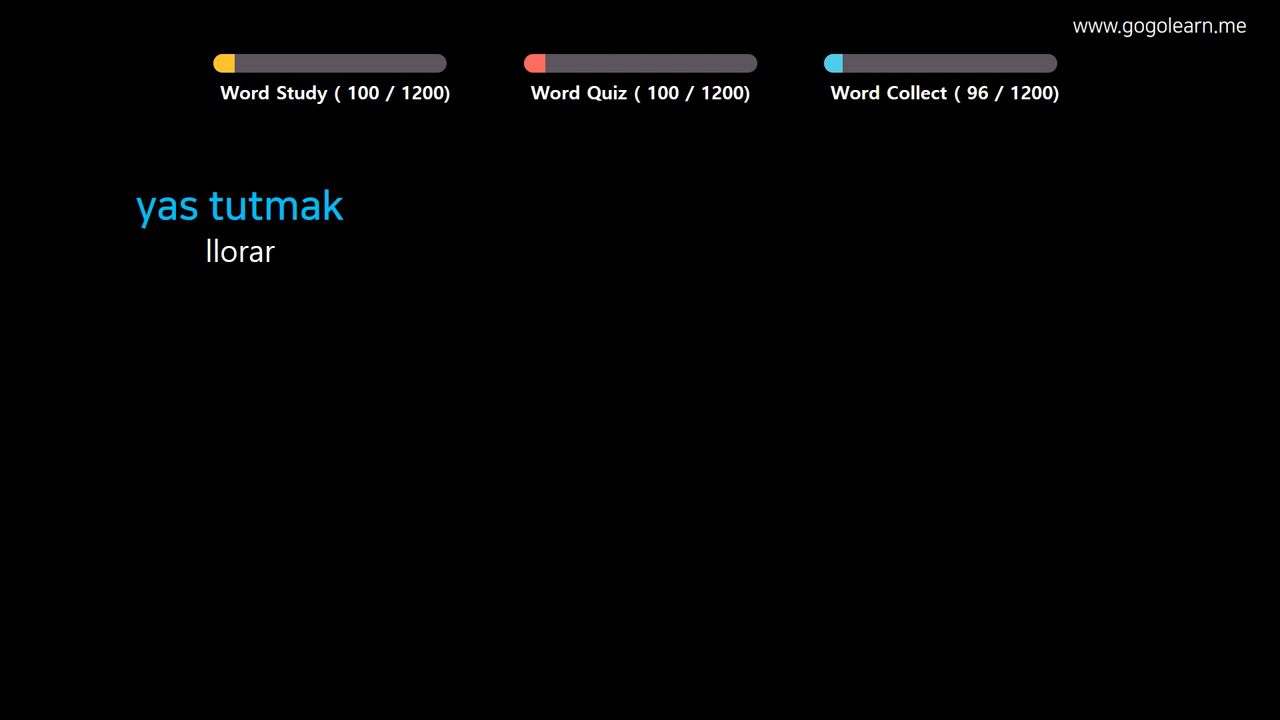 www.gogolearn.me
Word Study ( 100 / 1200)
Word Quiz ( 100 / 1200)
Word Collect ( 96 / 1200)
yas tutmak
llorar